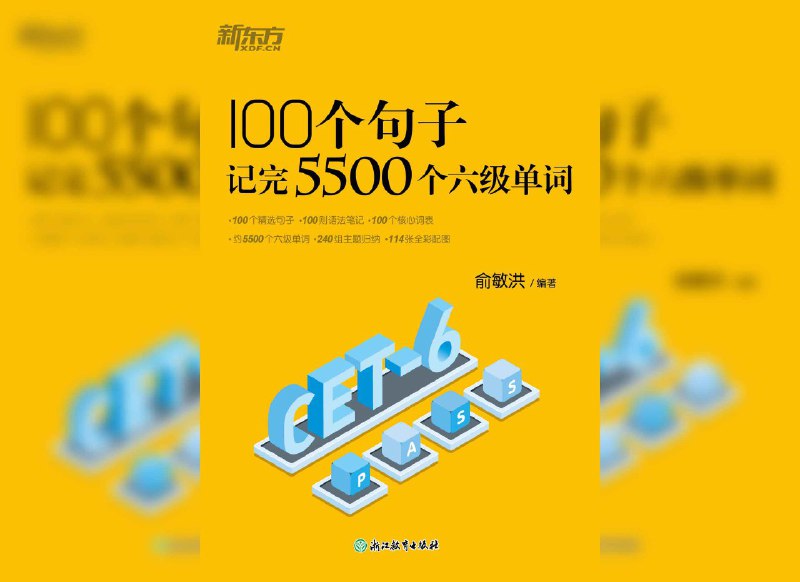 新东方
XDF.CN
100个句子
记完5500个六级单词
·100个精选句子 ·100则语法笔记 ·100个核心词表
·约5500个六级单词 ·240组主题归纳 ·114张全彩配图
俞敏洪 / 编著
CET-6
PASS
浙江教育出版社